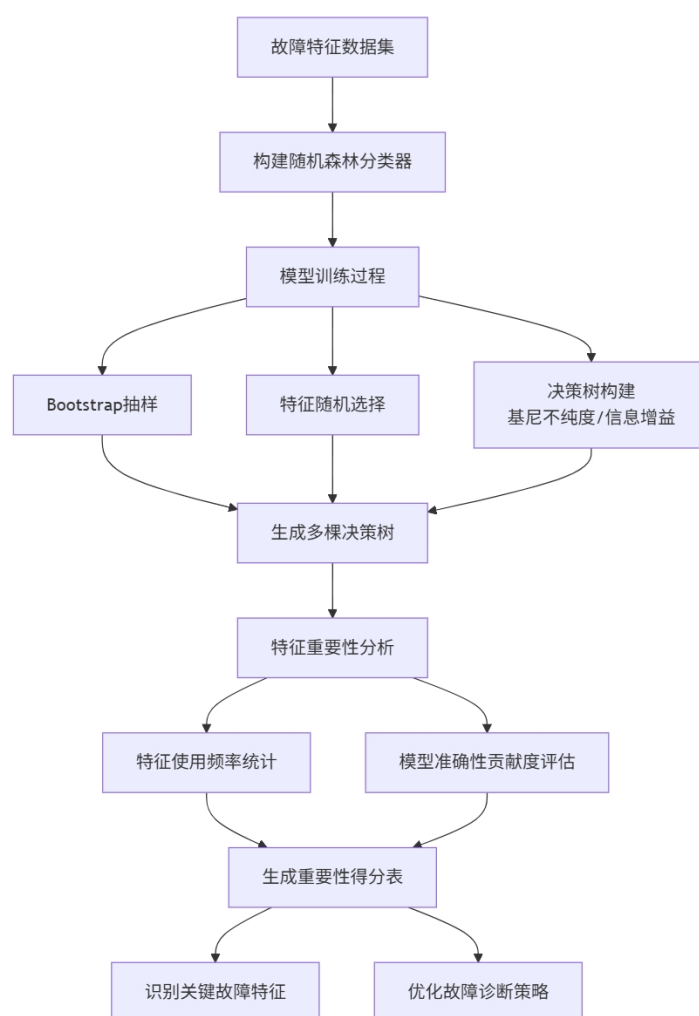 故障特征数据集
构建随机森林分类器
模型训练过程
Bootstrap抽样
特征随机选择
决策树构建
基尼不纯度/信息增益
生成多棵决策树
特征重要性分析
特征使用频率统计
模型准确性贡献度评估
生成重要性得分表
识别关键故障特征
优化故障诊断策略